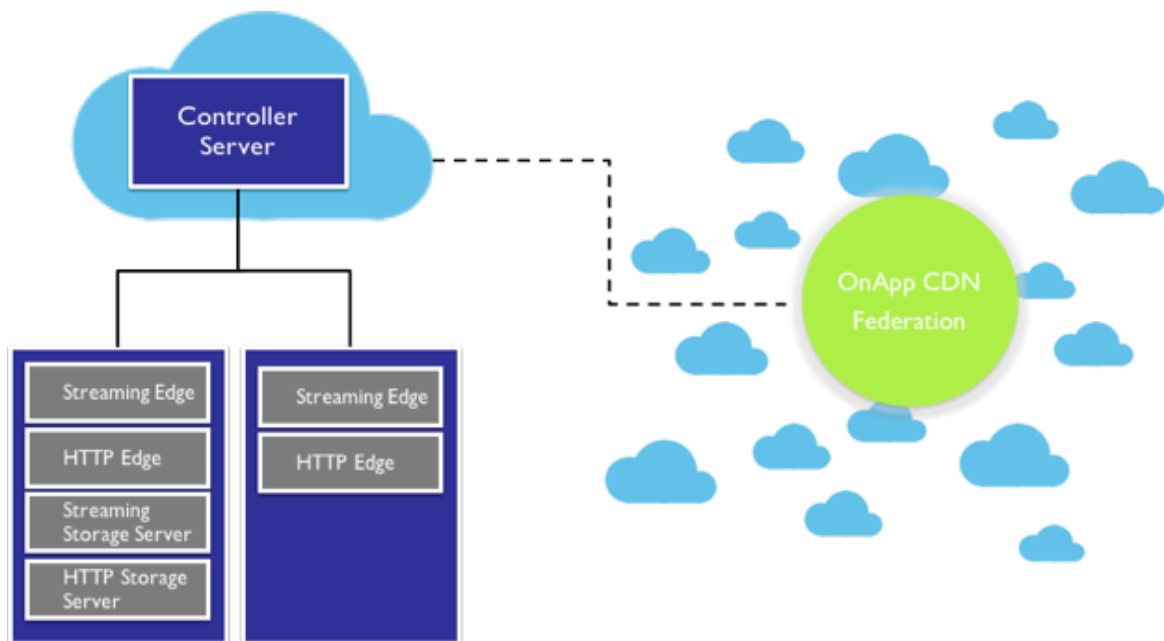 Controller
Server
OnApp CDN
Federation
Streaming Edge
HTTP Edge
Streaming
Storage Server
HTTP Storage
Server
Streaming Edge
HTTP Edge